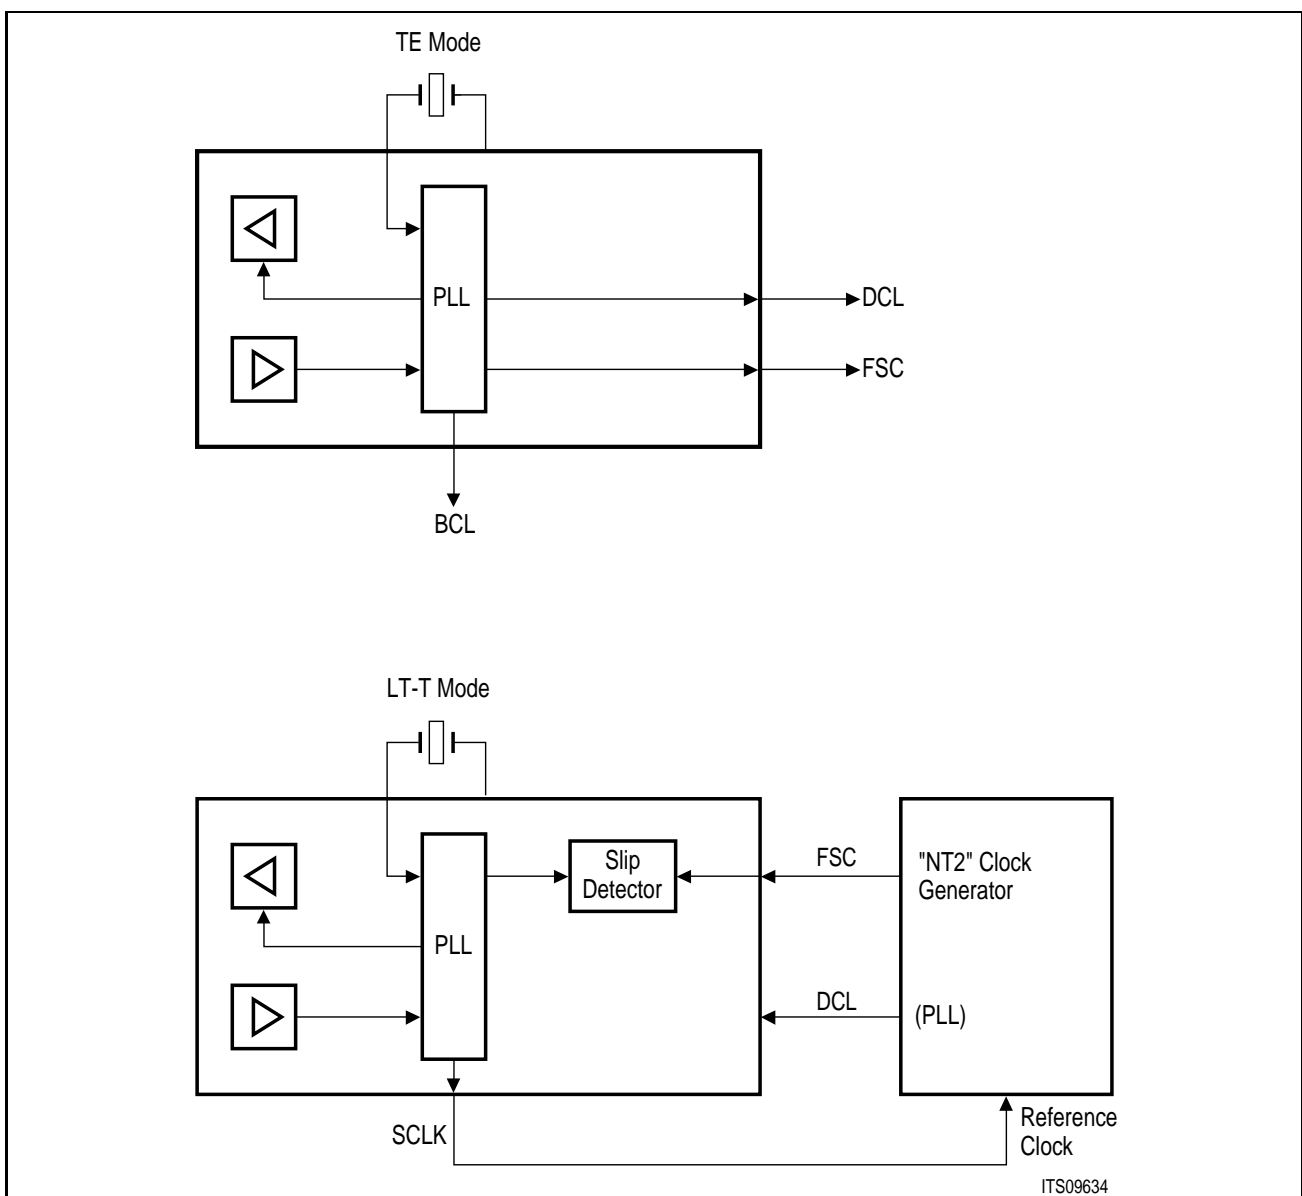 TE Mode
PLL
DCL
FSC
BCL
LT-T Mode
Slip
Detector
FSC
"NT2" Clock
Generator
PLL
DCL
(PLL)
SCLK
Reference
Clock
ITS09634